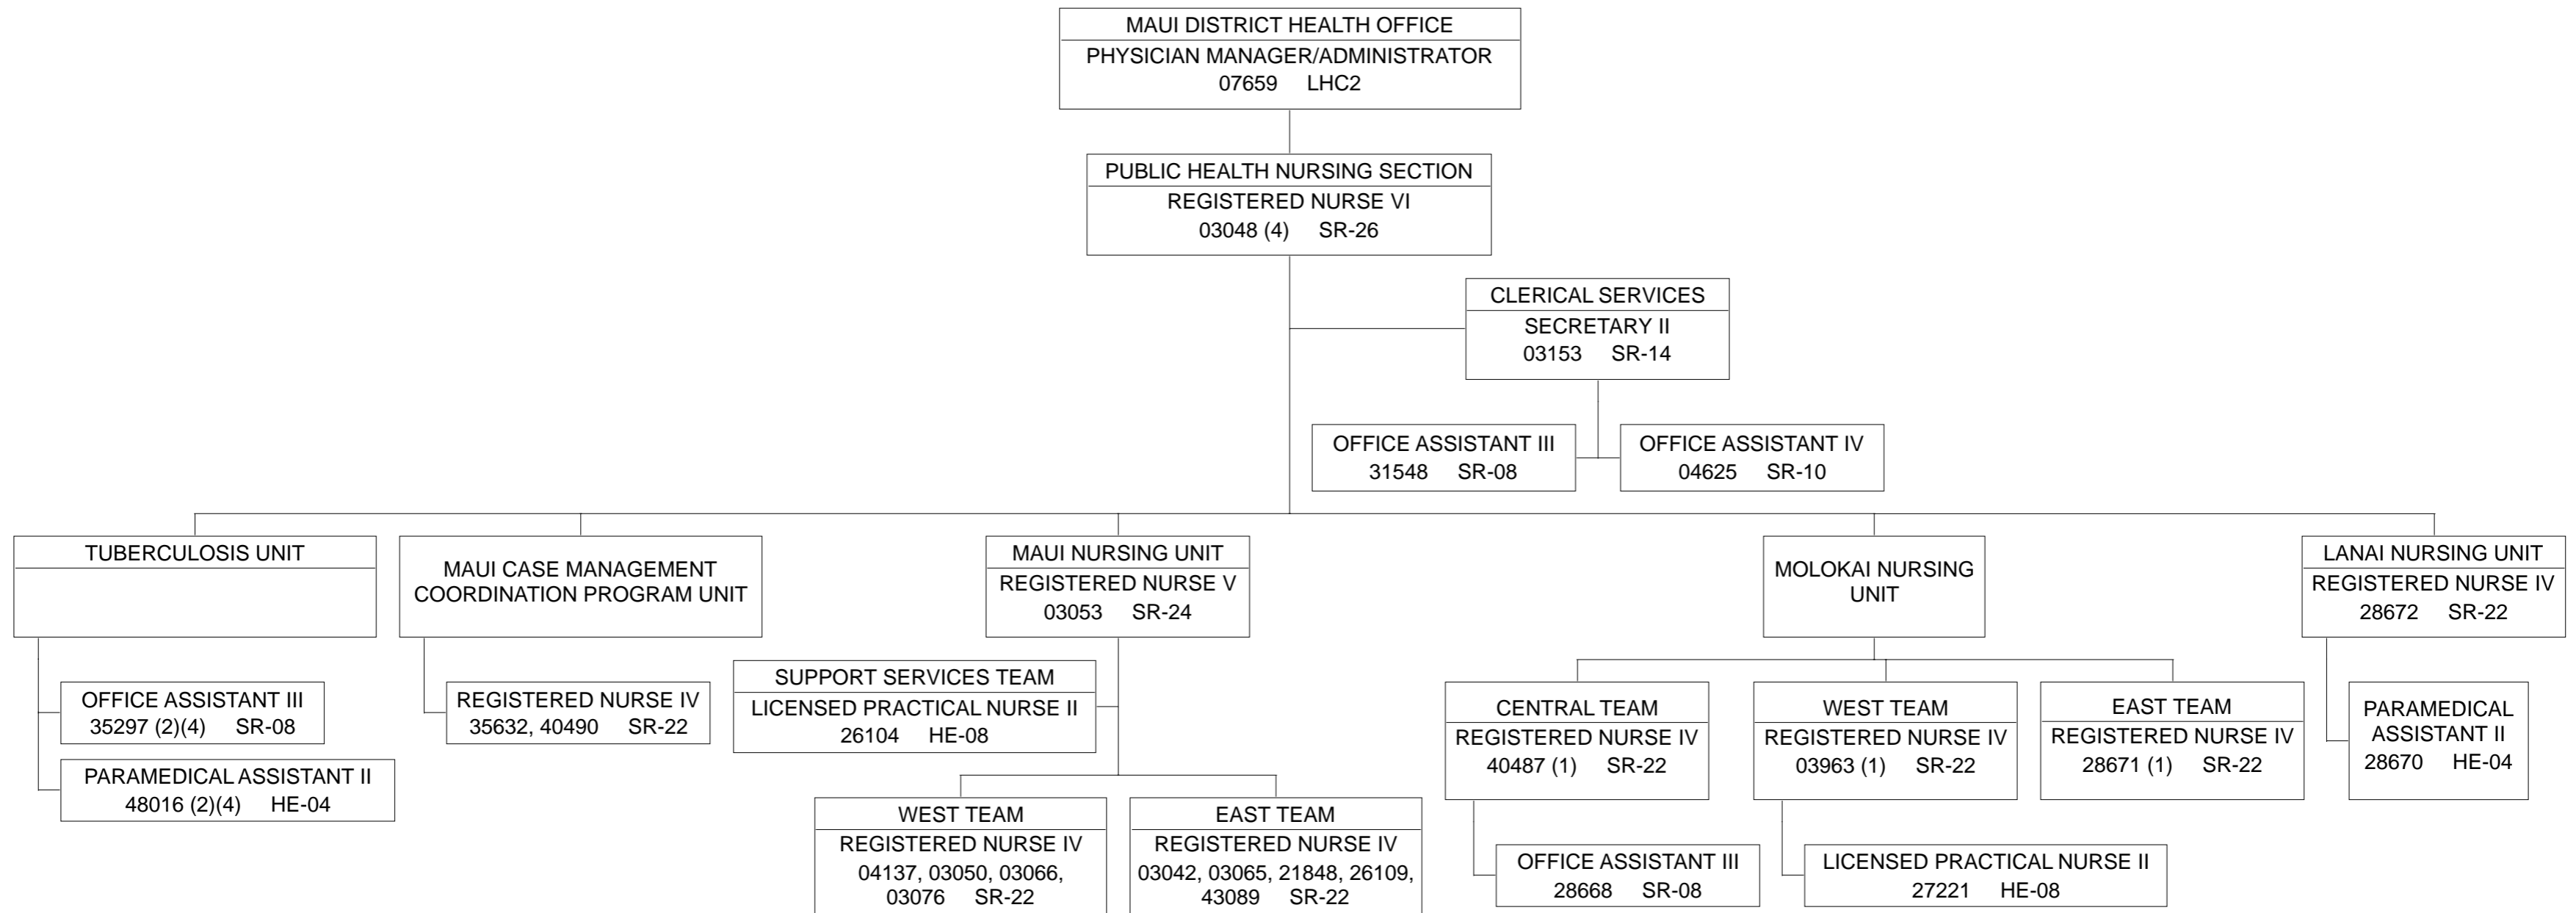 MAUI DISTRICT HEALTH OFFICE
PHYSICIAN MANAGER/ADMINISTRATOR
07659 LHC2
PUBLIC HEALTH NURSING SECTION
REGISTERED NURSE VI
03048 (4) SR-26
CLERICAL SERVICES
SECRETARY II
03153 SR-14
OFFICE ASSISTANT III
31548 SR-08
OFFICE ASSISTANT IV
04625 SR-10
TUBERCULOSIS UNIT
OFFICE ASSISTANT III
35297 (2)(4) SR-08
PARAMEDICAL ASSISTANT II
48016 (2)(4) HE-04
MAUI CASE MANAGEMENT
COORDINATION PROGRAM UNIT
REGISTERED NURSE IV
35632, 40490 SR-22
MAUI NURSING UNIT
REGISTERED NURSE V
03053 SR-24
SUPPORT SERVICES TEAM
LICENSED PRACTICAL NURSE II
26104 HE-08
WEST TEAM
REGISTERED NURSE IV
04137, 03050, 03066,
03076 SR-22
EAST TEAM
REGISTERED NURSE IV
03042, 03065, 21848, 26109,
43089 SR-22
MOLOKAI NURSING
UNIT
CENTRAL TEAM
REGISTERED NURSE IV
40487 (1) SR-22
OFFICE ASSISTANT III
28668 SR-08
WEST TEAM
REGISTERED NURSE IV
03963 (1) SR-22
LICENSED PRACTICAL NURSE II
27221 HE-08
EAST TEAM
REGISTERED NURSE IV
28671 (1) SR-22
LANAI NURSING UNIT
REGISTERED NURSE IV
28672 SR-22
PARAMEDICAL
ASSISTANT II
28670 HE-04